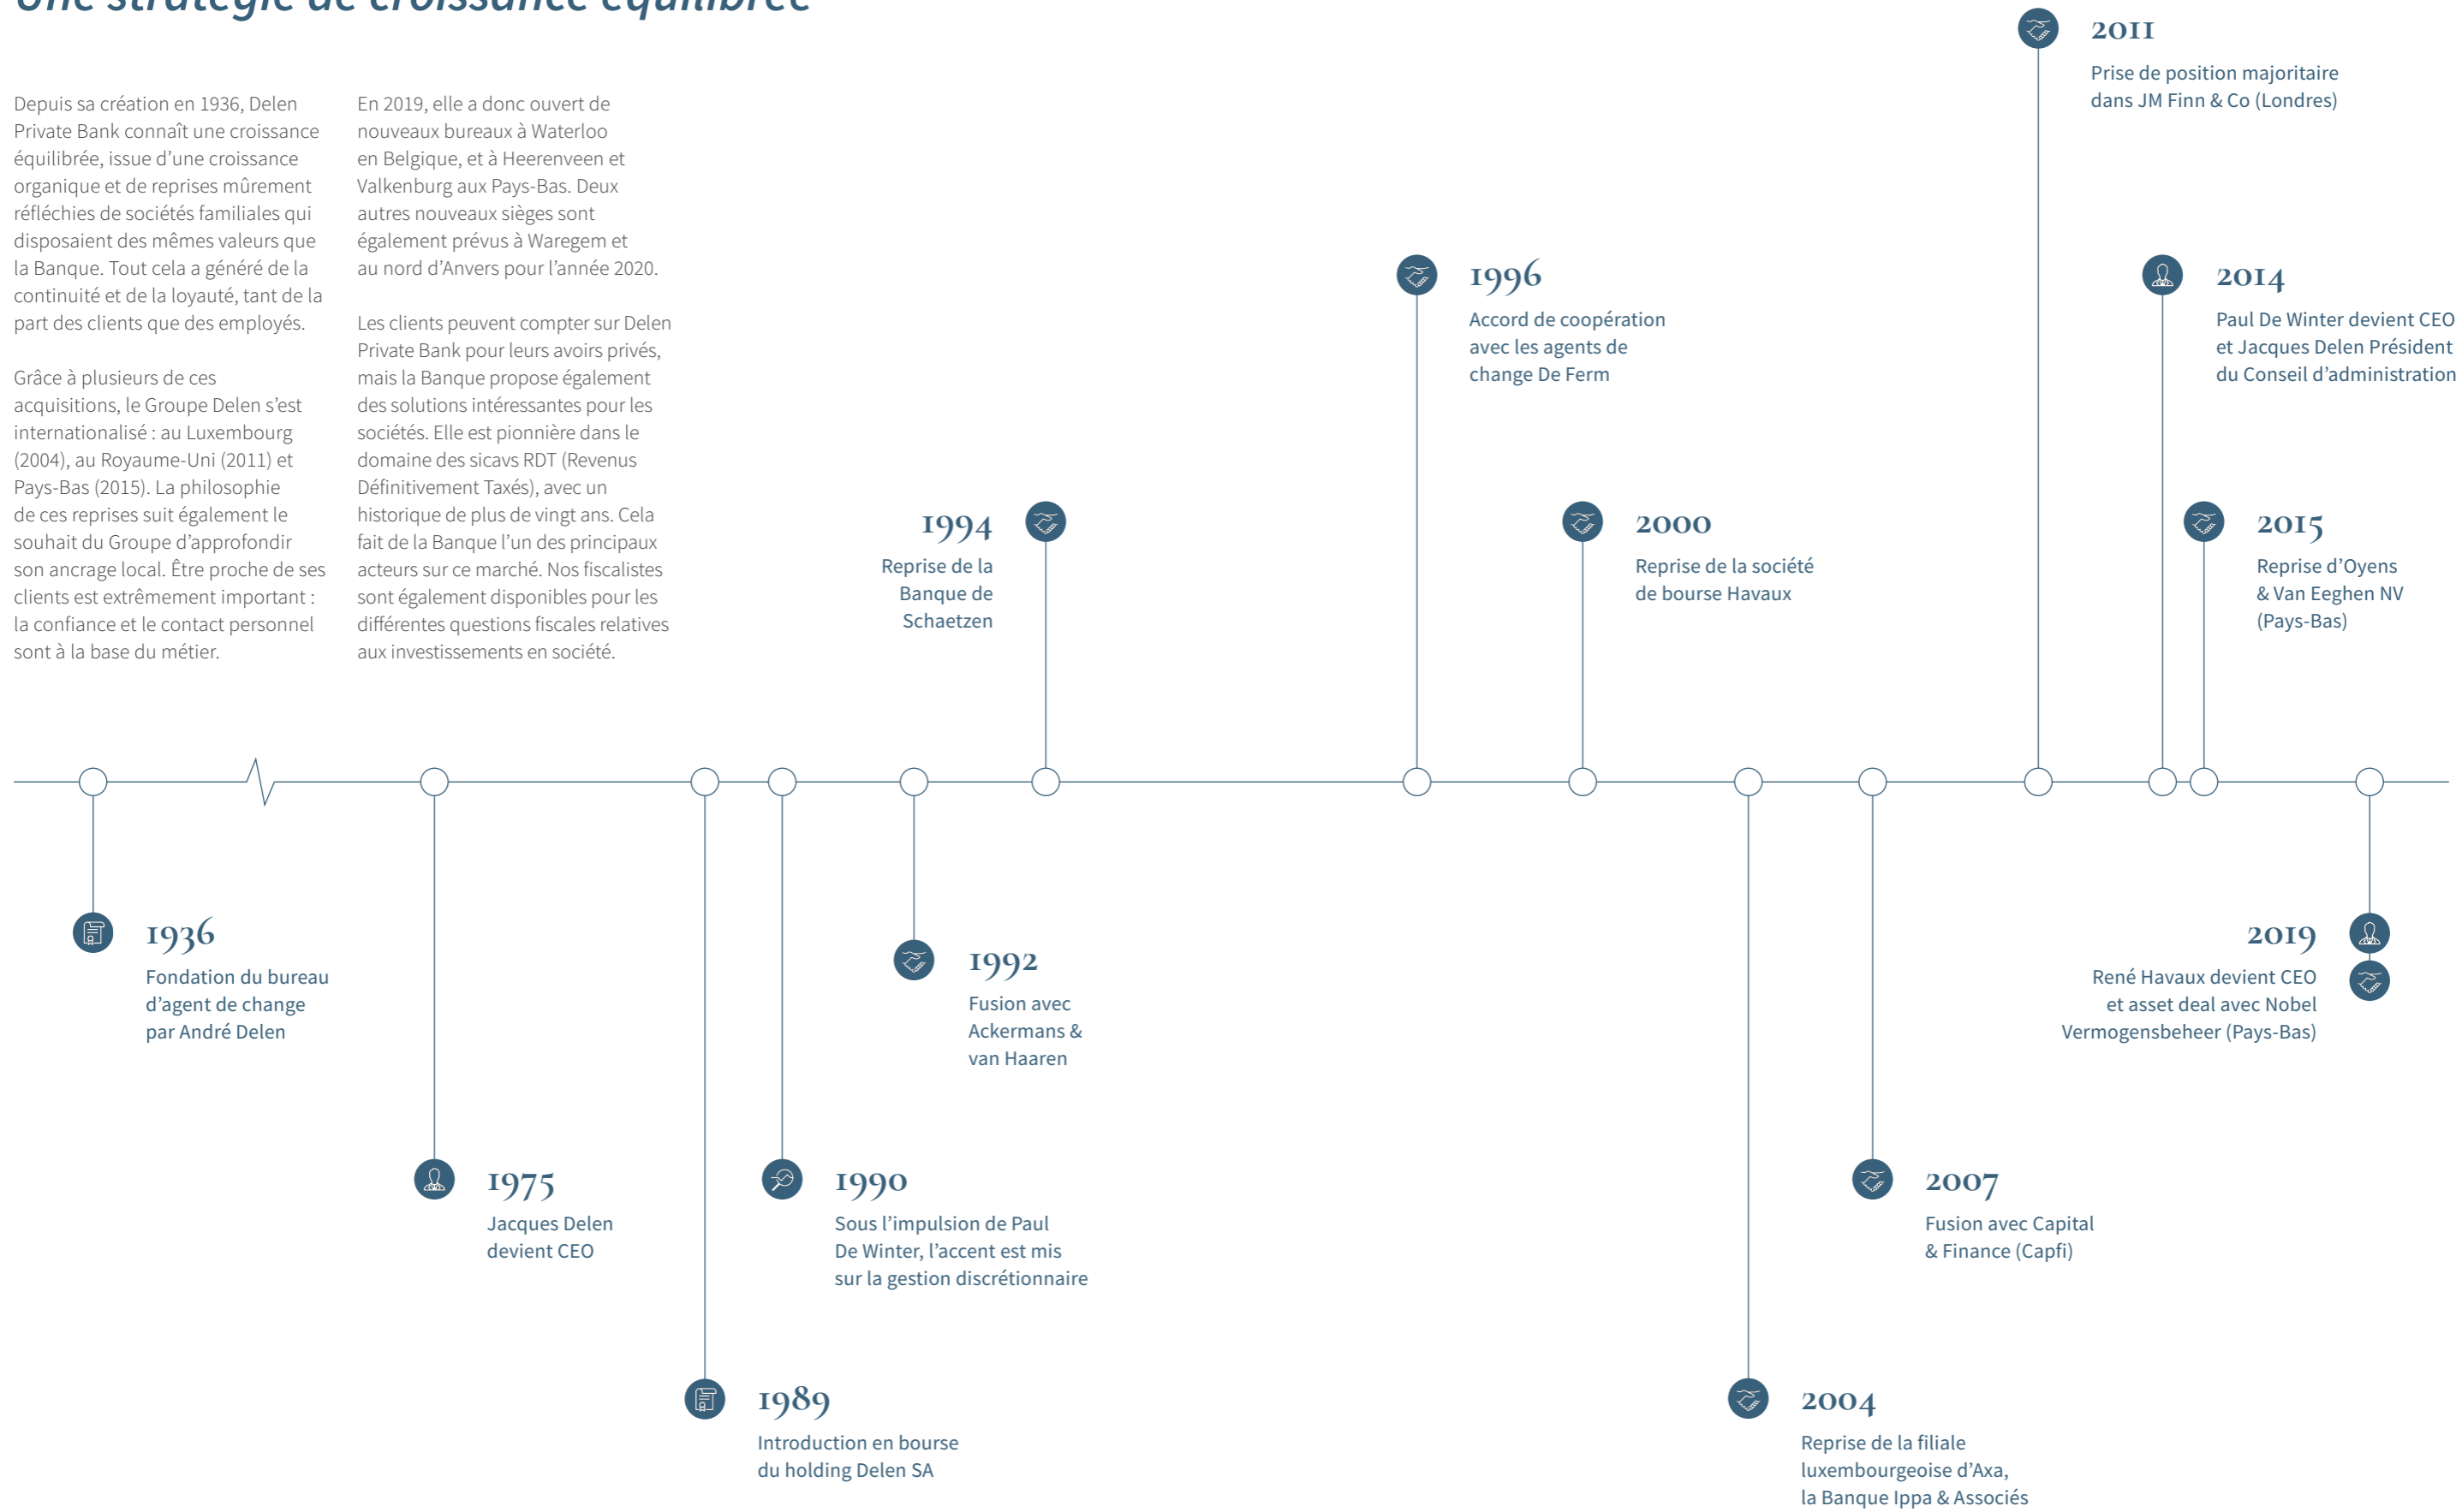 Une stratégie de croissance équilibrée
Depuis sa création en 1936, Delen
Private Bank connaît une croissance
équilibrée, issue d’une croissance
organique et de reprises mûrement
réfléchies de sociétés familiales qui
disposaient des mêmes valeurs que
la Banque. Tout cela a généré de la
continuité et de la loyauté, tant de la
part des clients que des employés.
Grâce à plusieurs de ces
acquisitions, le Groupe Delen s’est
internationalisé : au Luxembourg
(2004), au Royaume-Uni (2011) et
Pays-Bas (2015). La philosophie
de ces reprises suit également le
souhait du Groupe d’approfondir
son ancrage local. Être proche de ses
clients est extrêmement important :
la confiance et le contact personnel
sont à la base du métier.
En 2019, elle a donc ouvert de
nouveaux bureaux à Waterloo
en Belgique, et à Heerenveen et
Valkenburg aux Pays-Bas. Deux
autres nouveaux sièges sont
également prévus à Waregem et
au nord d’Anvers pour l’année 2020.
Les clients peuvent compter sur Delen
Private Bank pour leurs avoirs privés,
mais la Banque propose également
des solutions intéressantes pour les
sociétés. Elle est pionnière dans le
domaine des sicavs RDT (Revenus
Définitivement Taxés), avec un
historique de plus de vingt ans. Cela
fait de la Banque l’un des principaux
acteurs sur ce marché. Nos fiscalistes
sont également disponibles pour les
différentes questions fiscales relatives
aux investissements en société.
1936
Fondation du bureau
d’agent de change
par André Delen
1975
Jacques Delen
devient CEO
1989
Introduction en bourse
du holding Delen SA
1990
Sous l’impulsion de Paul
De Winter, l’accent est mis
sur la gestion discrétionnaire
1992
Fusion avec
Ackermans &
van Haaren
1994
Reprise de la
Banque de
Schaetzen
1996
Accord de coopération
avec les agents de
change De Ferm
2000
Reprise de la société
de bourse Havaux
2004
Reprise de la filiale
luxembourgeoise d’Axa,
la Banque Ippa & Associés
2007
Fusion avec Capital
& Finance (Capfi)
2011
Prise de position majoritaire
dans JM Finn & Co (Londres)
2014
Paul De Winter devient CEO
et Jacques Delen Président
du Conseil d’administration
2015
Reprise d’Oyens
& Van Eeghen NV
(Pays-Bas)
2019
René Havaux devient CEO
et asset deal avec Nobel
Vermogensbeheer (Pays-Bas)